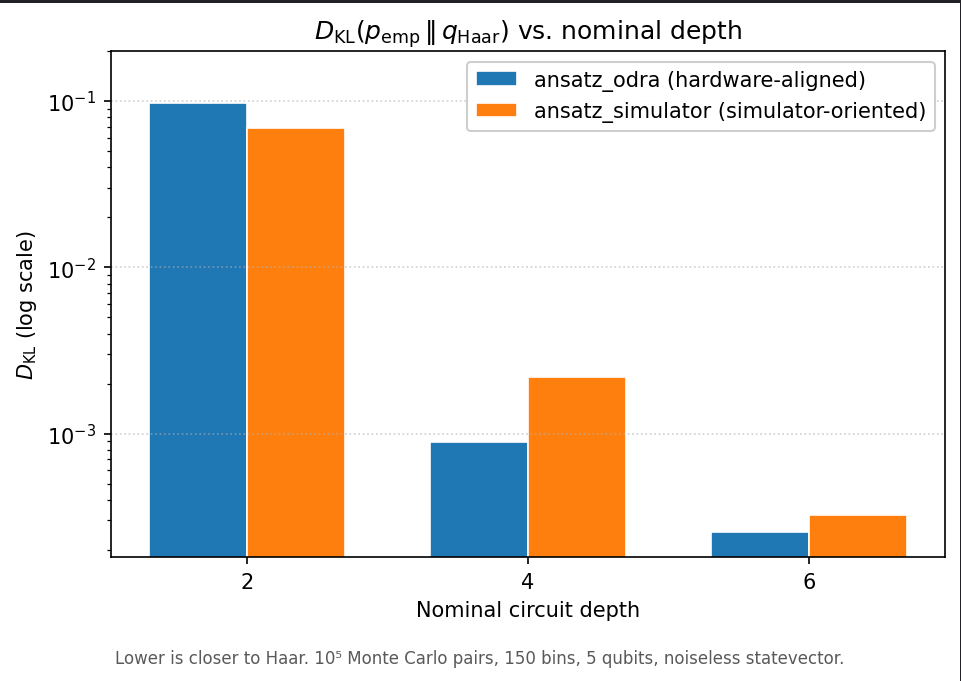 D_KL(p_emp ∥ q_Haar) vs. nominal depth
ansatz_odra (hardware-aligned)
ansatz_simulator (simulator-oriented)
D_KL (log scale)
10⁻¹
10⁻²
10⁻³
2 4 6
Nominal circuit depth
Lower is closer to Haar. 10⁵ Monte Carlo pairs, 150 bins, 5 qubits, noiseless statevector.